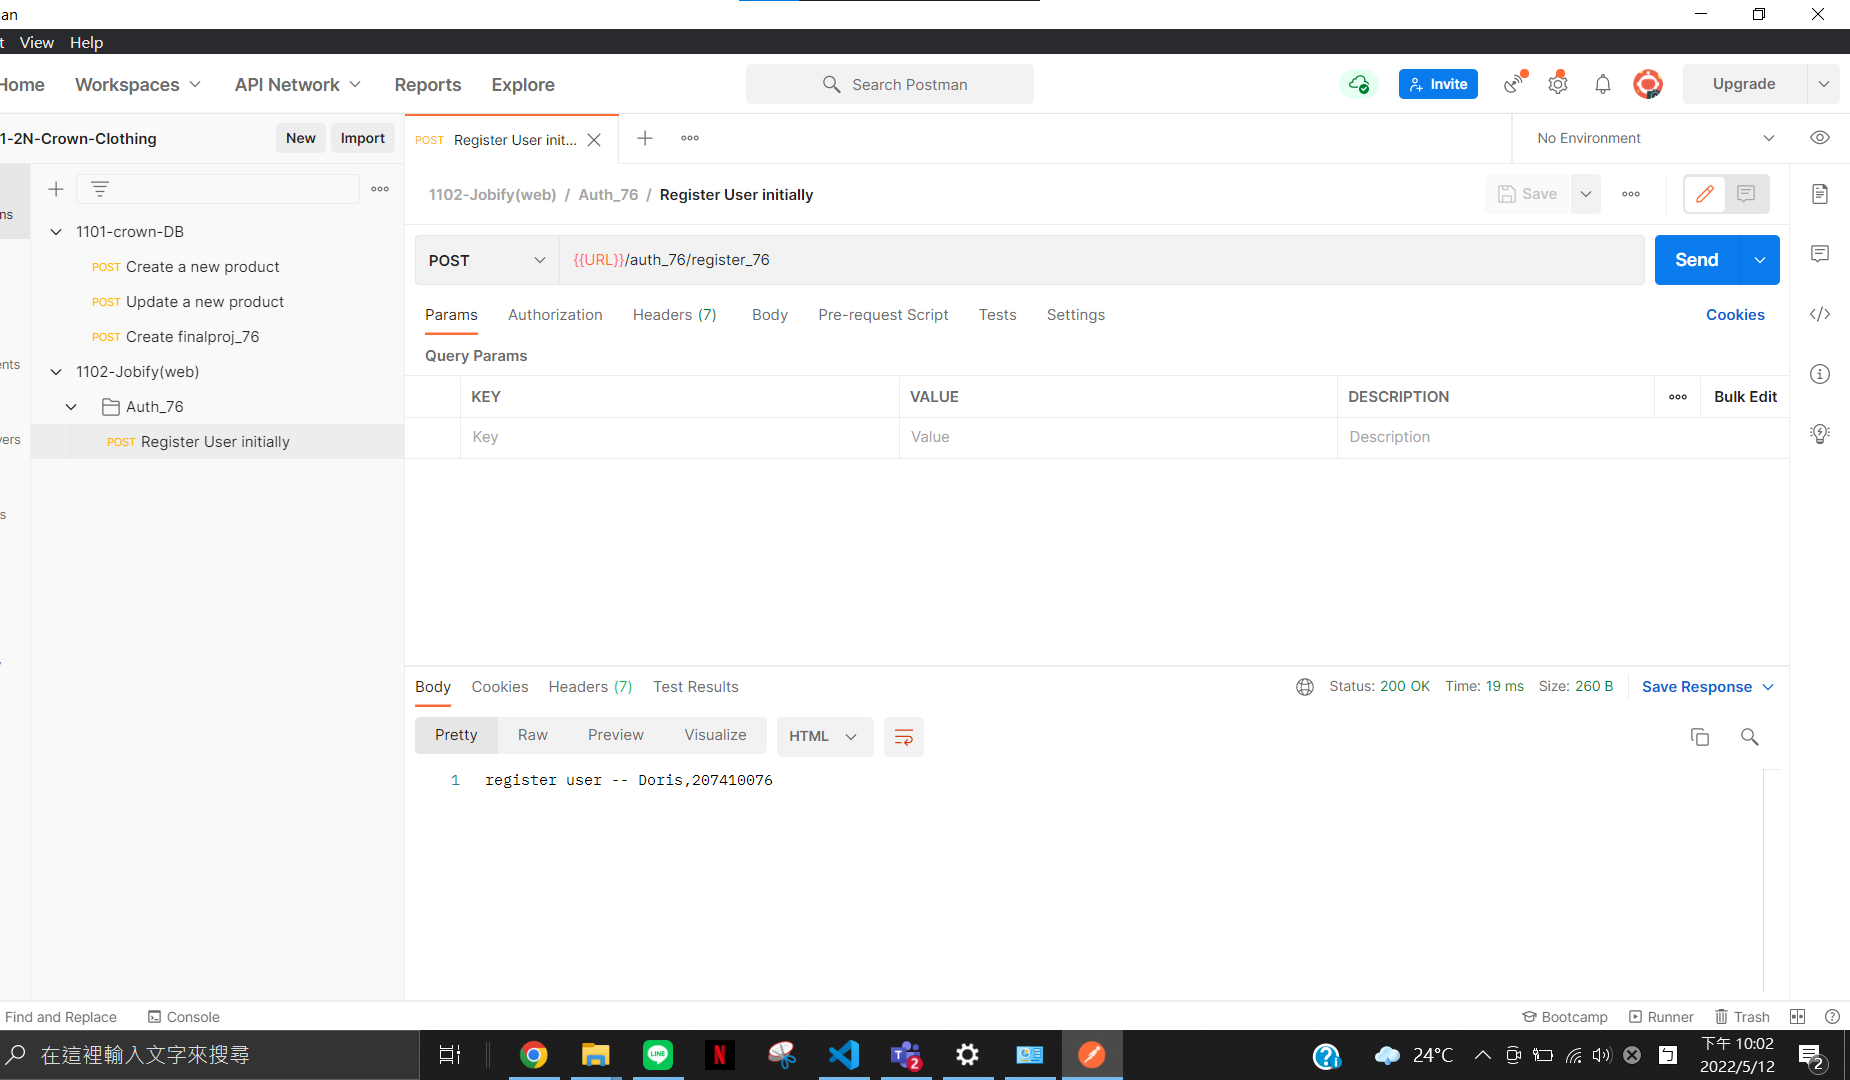 an
t View Help
Home Workspaces API Network Reports Explore
Search Postman
Invite
Upgrade
1-2N-Crown-Clothing
New Import
POST Register User init...
No Environment
ns
1102-Jobify(web) / Auth_76 / Register User initially
Save
1101-crown-DB
POST Create a new product
POST Update a new product
POST Create finalproj_76
ents
1102-Jobify(web)
Auth_76
vers
POST Register User initially
s
POST
{{URL}}/auth_76/register_76
Send
Params Authorization Headers (7) Body Pre-request Script Tests Settings
Cookies
Query Params
KEY VALUE DESCRIPTION Bulk Edit
Key Value Description
Body Cookies Headers (7) Test Results
Status: 200 OK Time: 19 ms Size: 260 B Save Response
Pretty Raw Preview Visualize HTML
1 register user -- Doris,207410076
Find and Replace Console
Bootcamp Runner Trash
在這裡輸入文字來搜尋
LINE
N
2
24°C
下午 10:02
2022/5/12
2